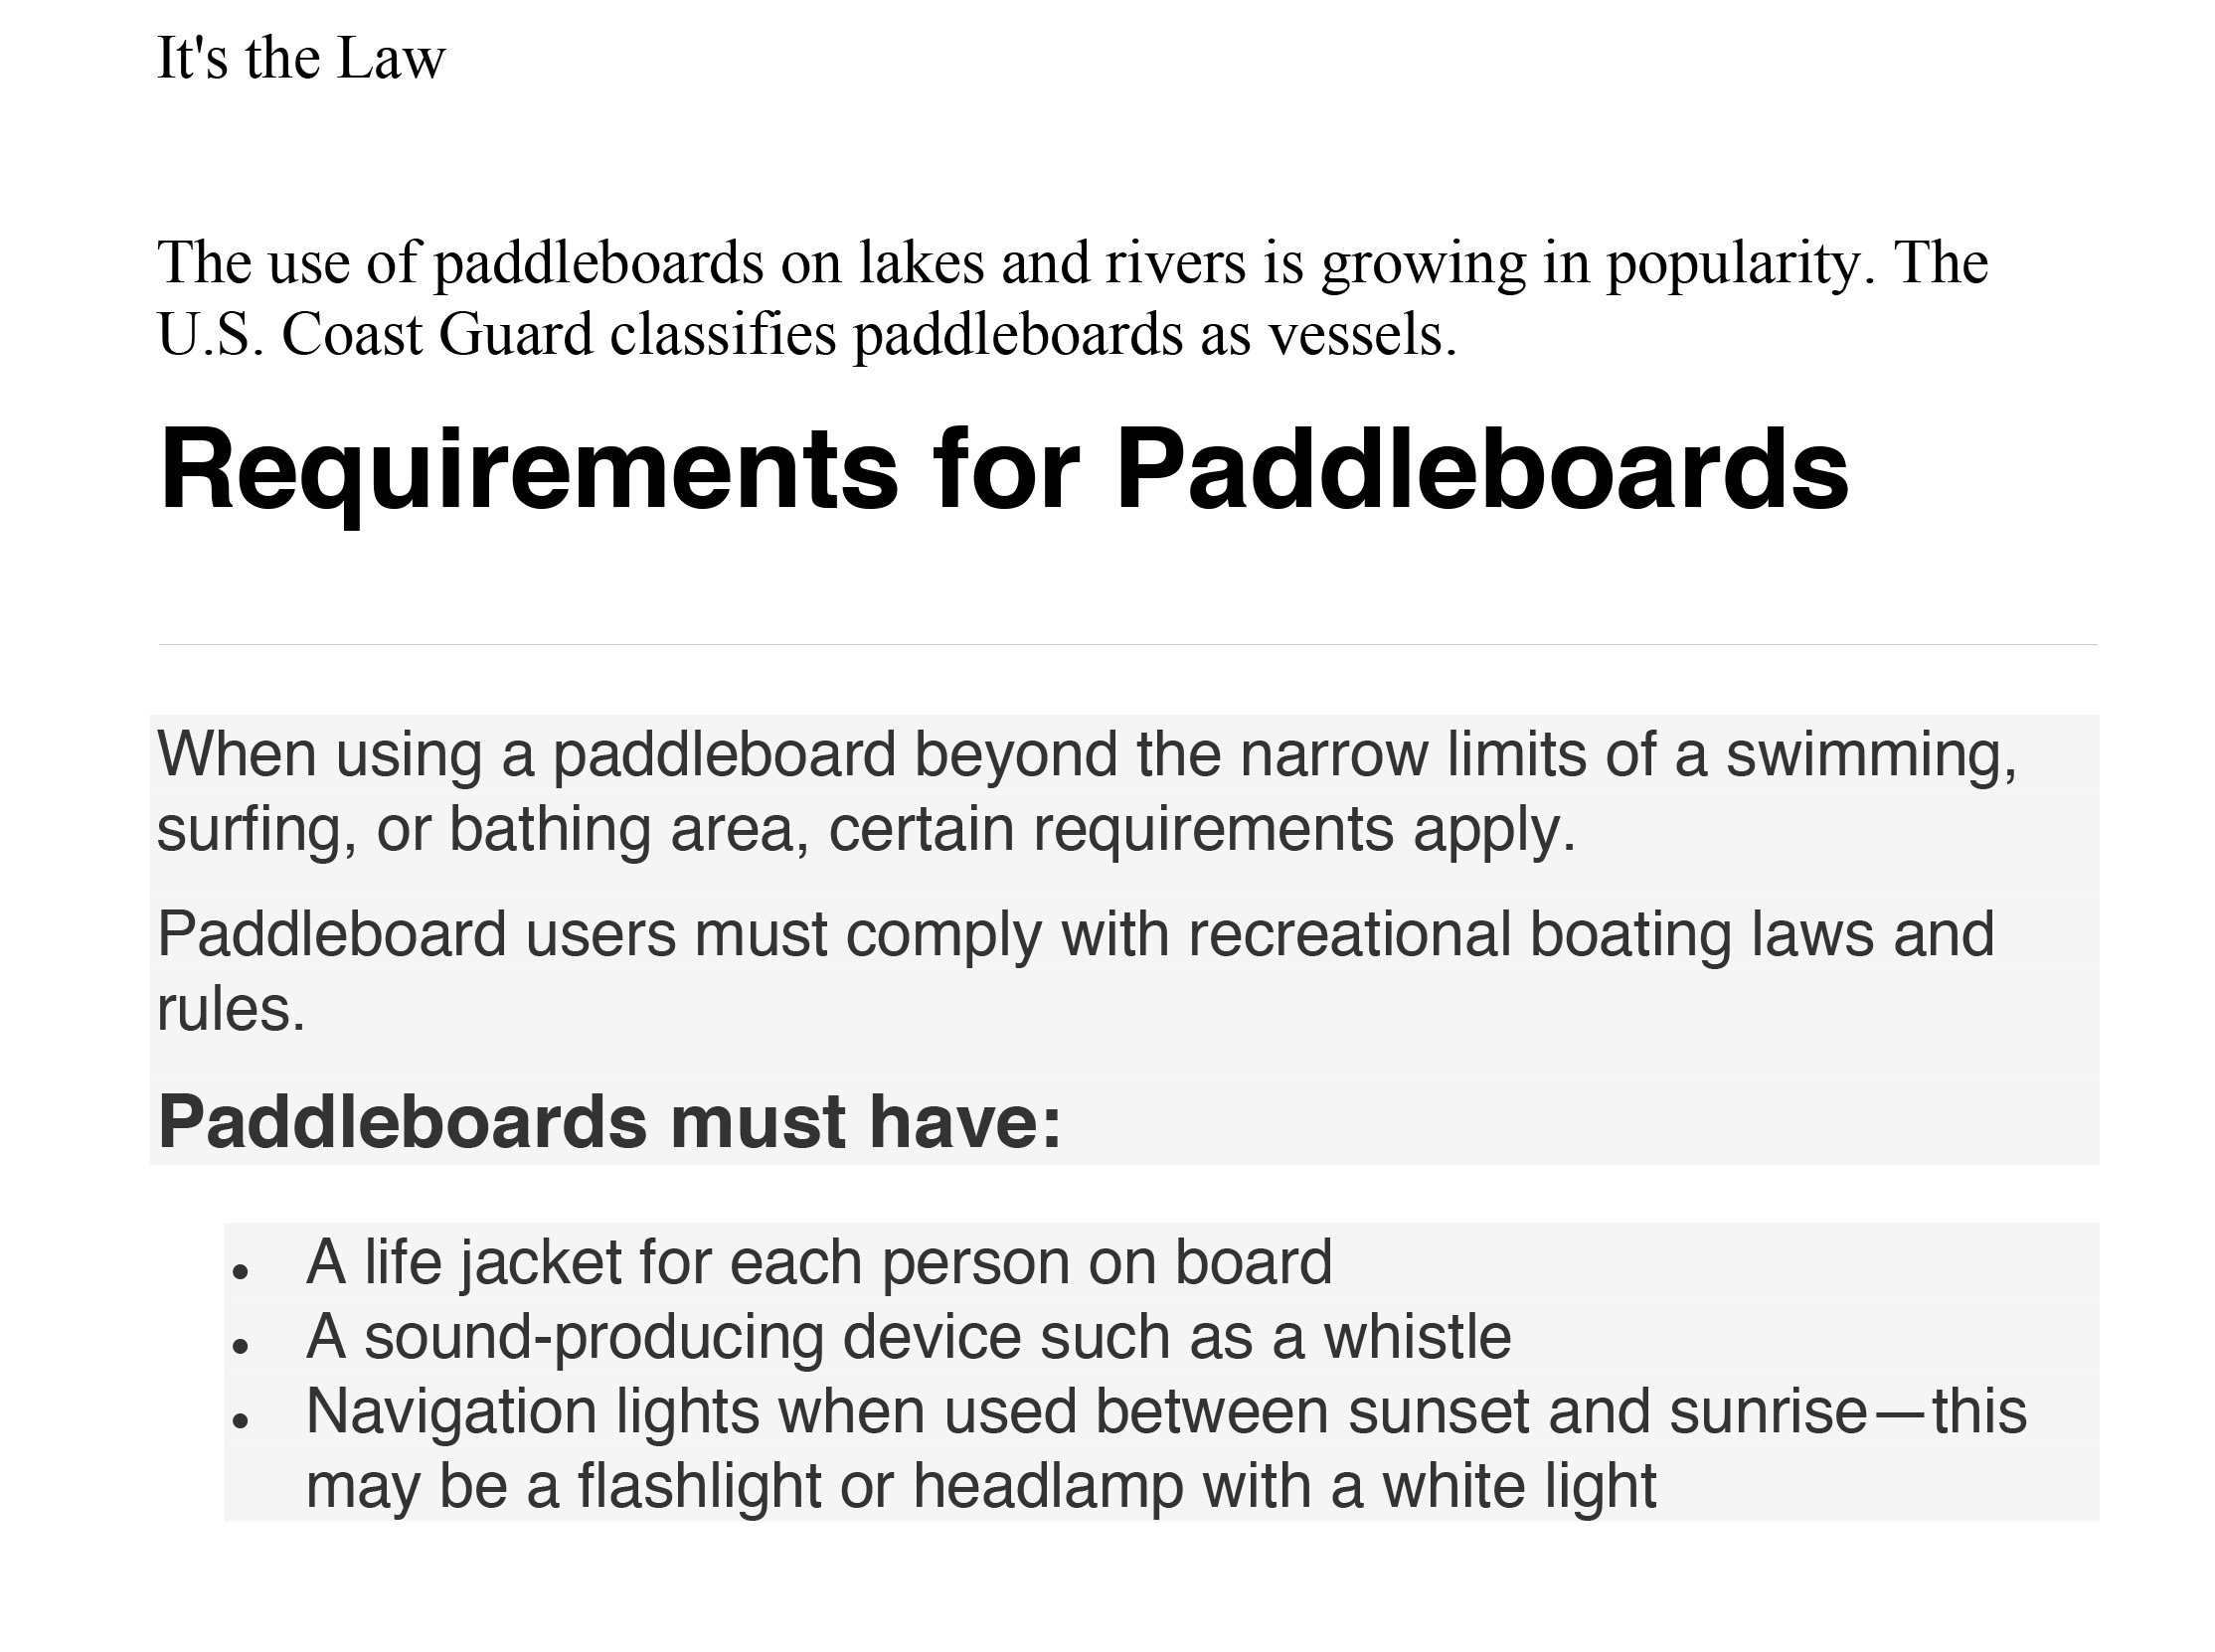 It's the Law
The use of paddleboards on lakes and rivers is growing in popularity. The
U.S. Coast Guard classifies paddleboards as vessels.
Requirements for Paddleboards
When using a paddleboard beyond the narrow limits of a swimming,
surfing, or bathing area, certain requirements apply.
Paddleboard users must comply with recreational boating laws and
rules.
Paddleboards must have:
• A life jacket for each person on board
• A sound-producing device such as a whistle
• Navigation lights when used between sunset and sunrise—this
may be a flashlight or headlamp with a white light